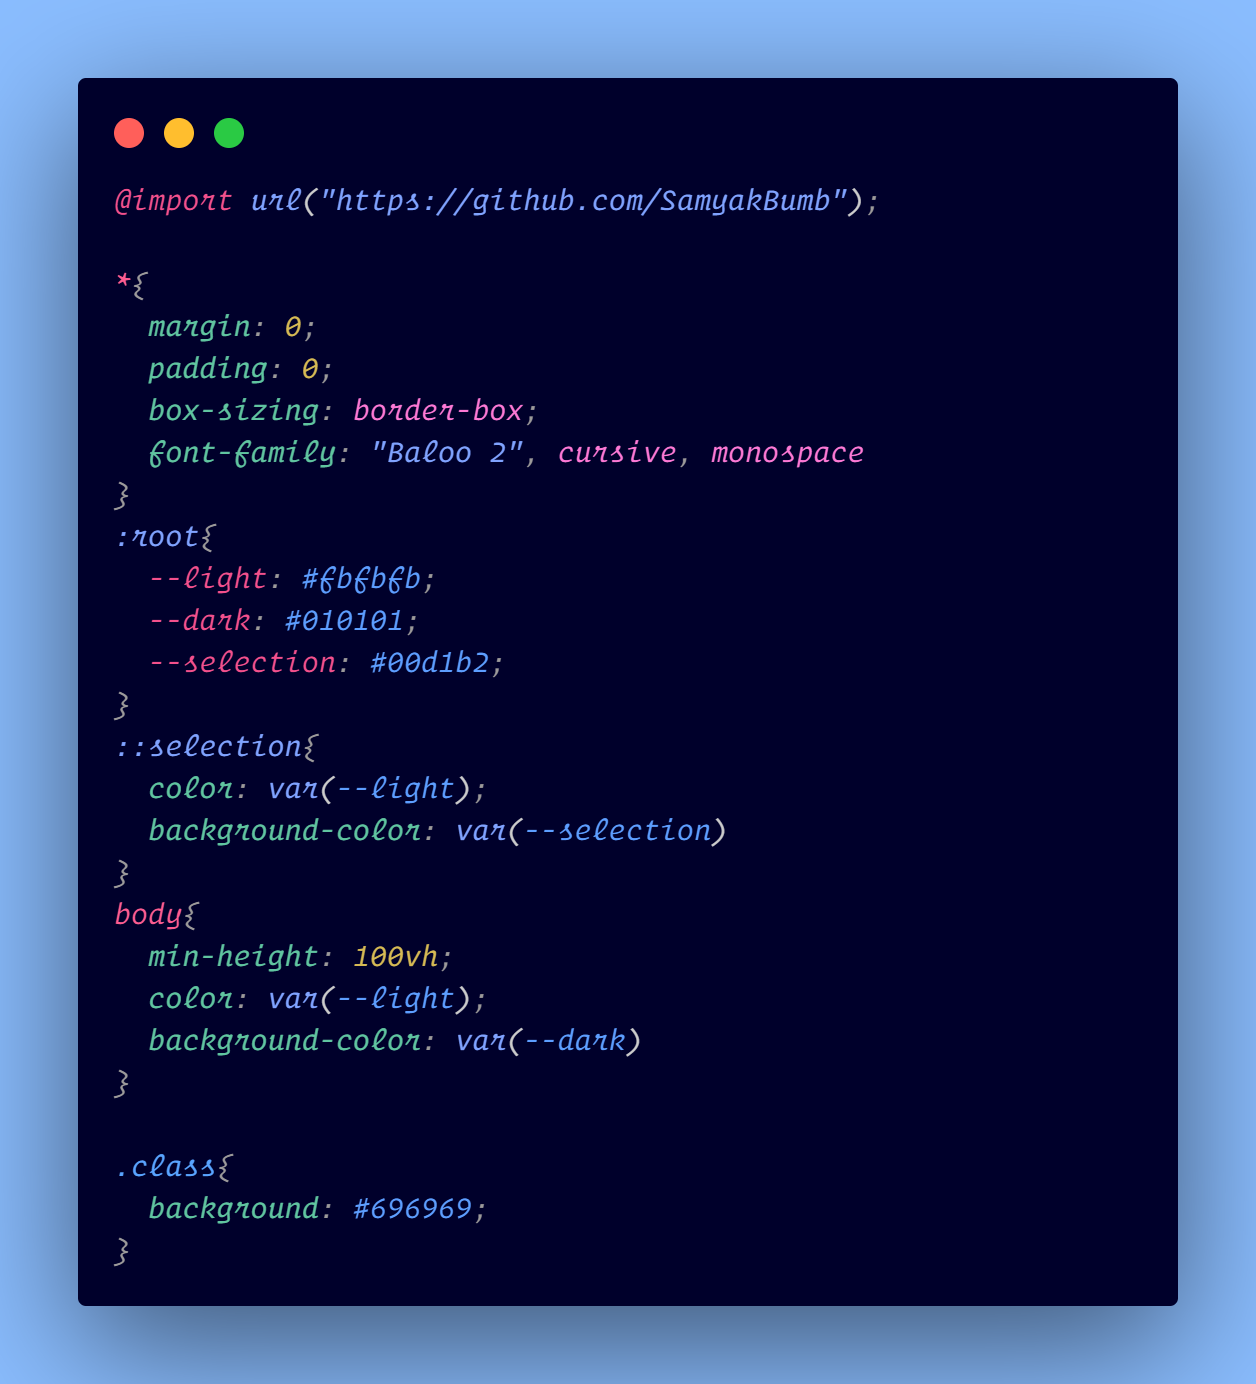 @import url("https://github.com/SamyakBumb");

*{
  margin: 0;
  padding: 0;
  box-sizing: border-box;
  font-family: "Baloo 2", cursive, monospace
}
:root{
  --light: #fbfbfb;
  --dark: #010101;
  --selection: #00d1b2;
}
::selection{
  color: var(--light);
  background-color: var(--selection)
}
body{
  min-height: 100vh;
  color: var(--light);
  background-color: var(--dark)
}

.class{
  background: #696969;
}